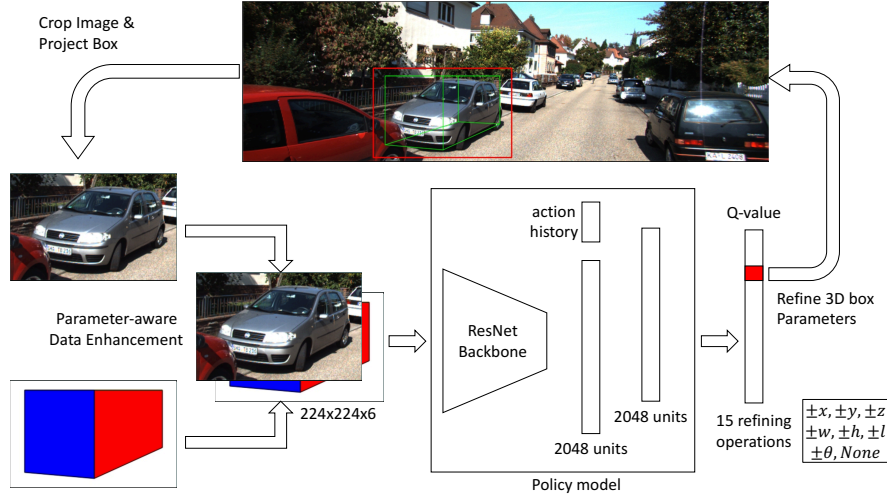 Crop Image &
Project Box
Parameter-aware
Data Enhancement
224x224x6
action
history
ResNet
Backbone
2048 units
2048 units
Policy model
Q-value
Refine 3D box
Parameters
15 refining
operations
±x, ±y, ±z
±w, ±h, ±l
±θ, None